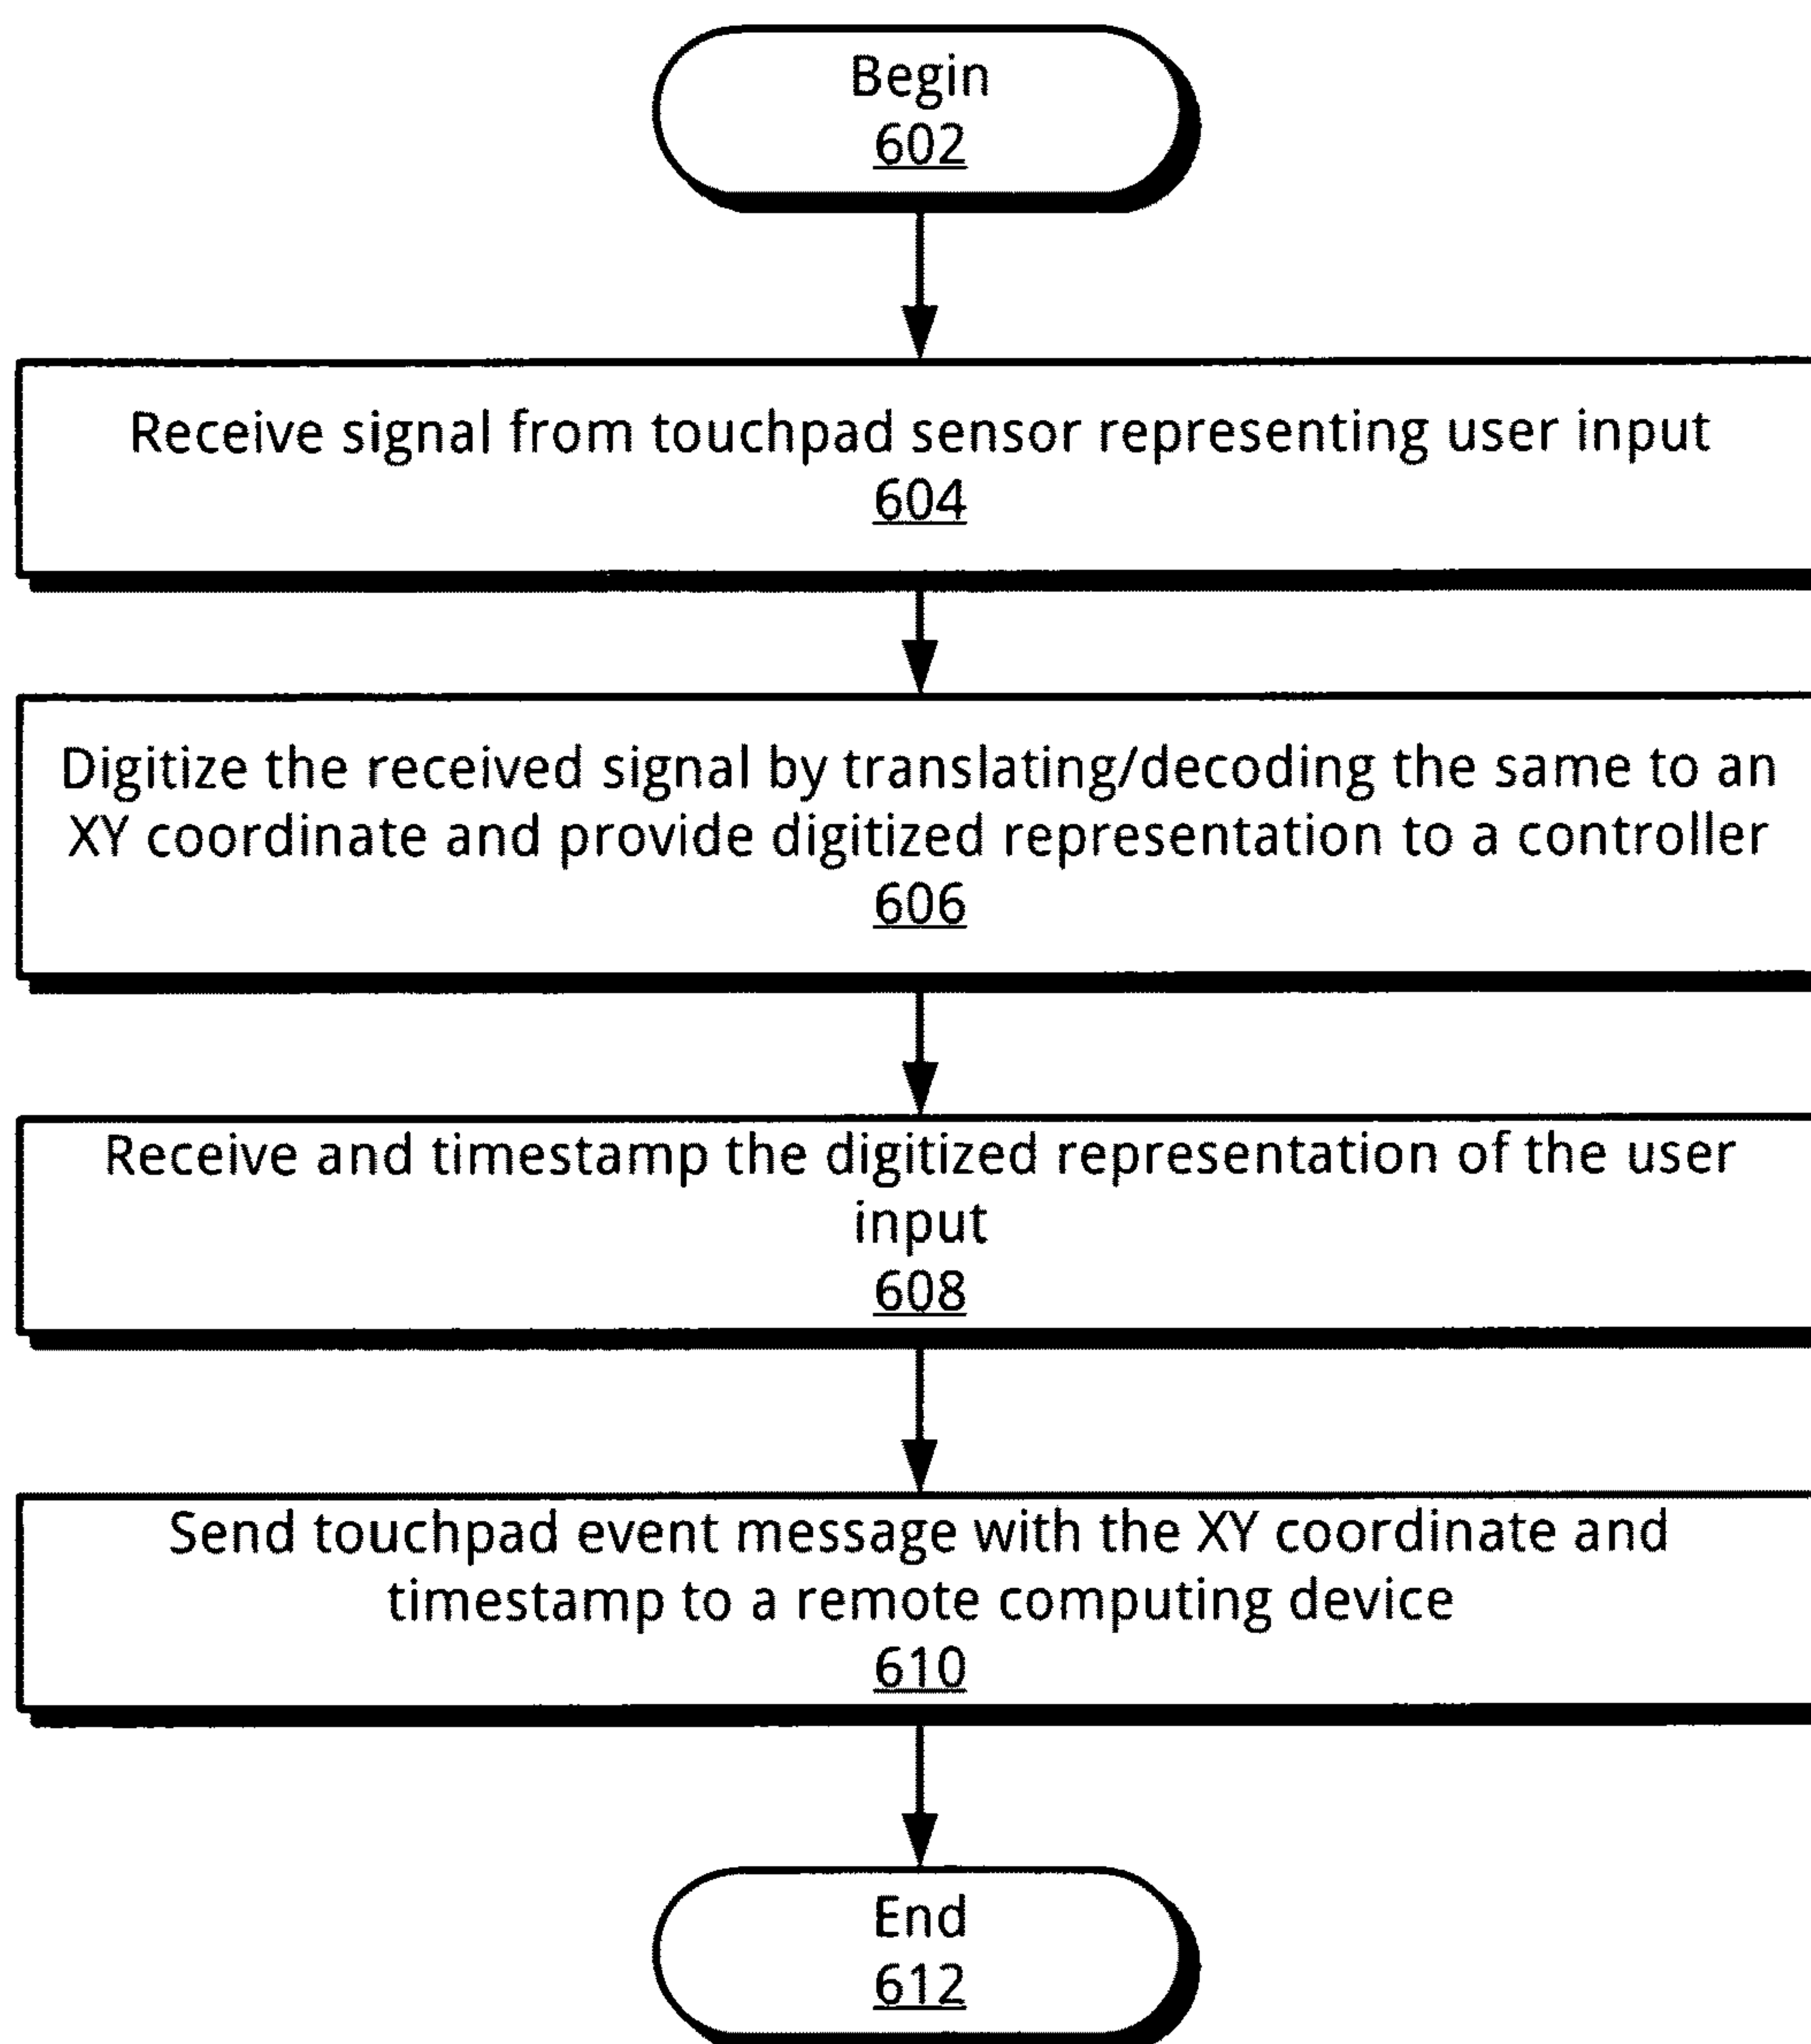 Begin
602
Receive signal from touchpad sensor representing user input
604
Digitize the received signal by translating/decoding the same to an
XY coordinate and provide digitized representation to a controller
606
Receive and timestamp the digitized representation of the user
input
608
Send touchpad event message with the XY coordinate and
timestamp to a remote computing device
610
End
612